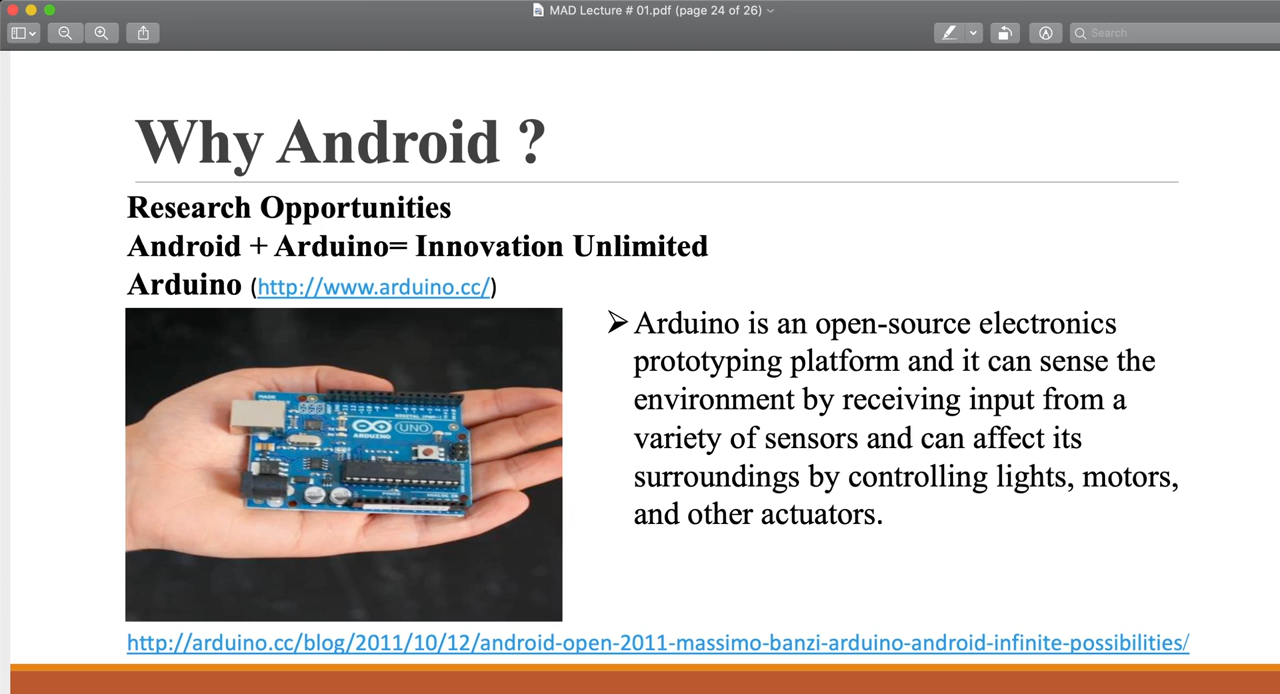 MAD Lecture # 01.pdf (page 24 of 26)
Search
Why Android ?
Research Opportunities
Android + Arduino= Innovation Unlimited
Arduino (http://www.arduino.cc/)
➢ Arduino is an open-source electronics
prototyping platform and it can sense the
environment by receiving input from a
variety of sensors and can affect its
surroundings by controlling lights, motors,
and other actuators.
MADE
ARDUINO
UNO
http://arduino.cc/blog/2011/10/12/android-open-2011-massimo-banzi-arduino-android-infinite-possibilities/